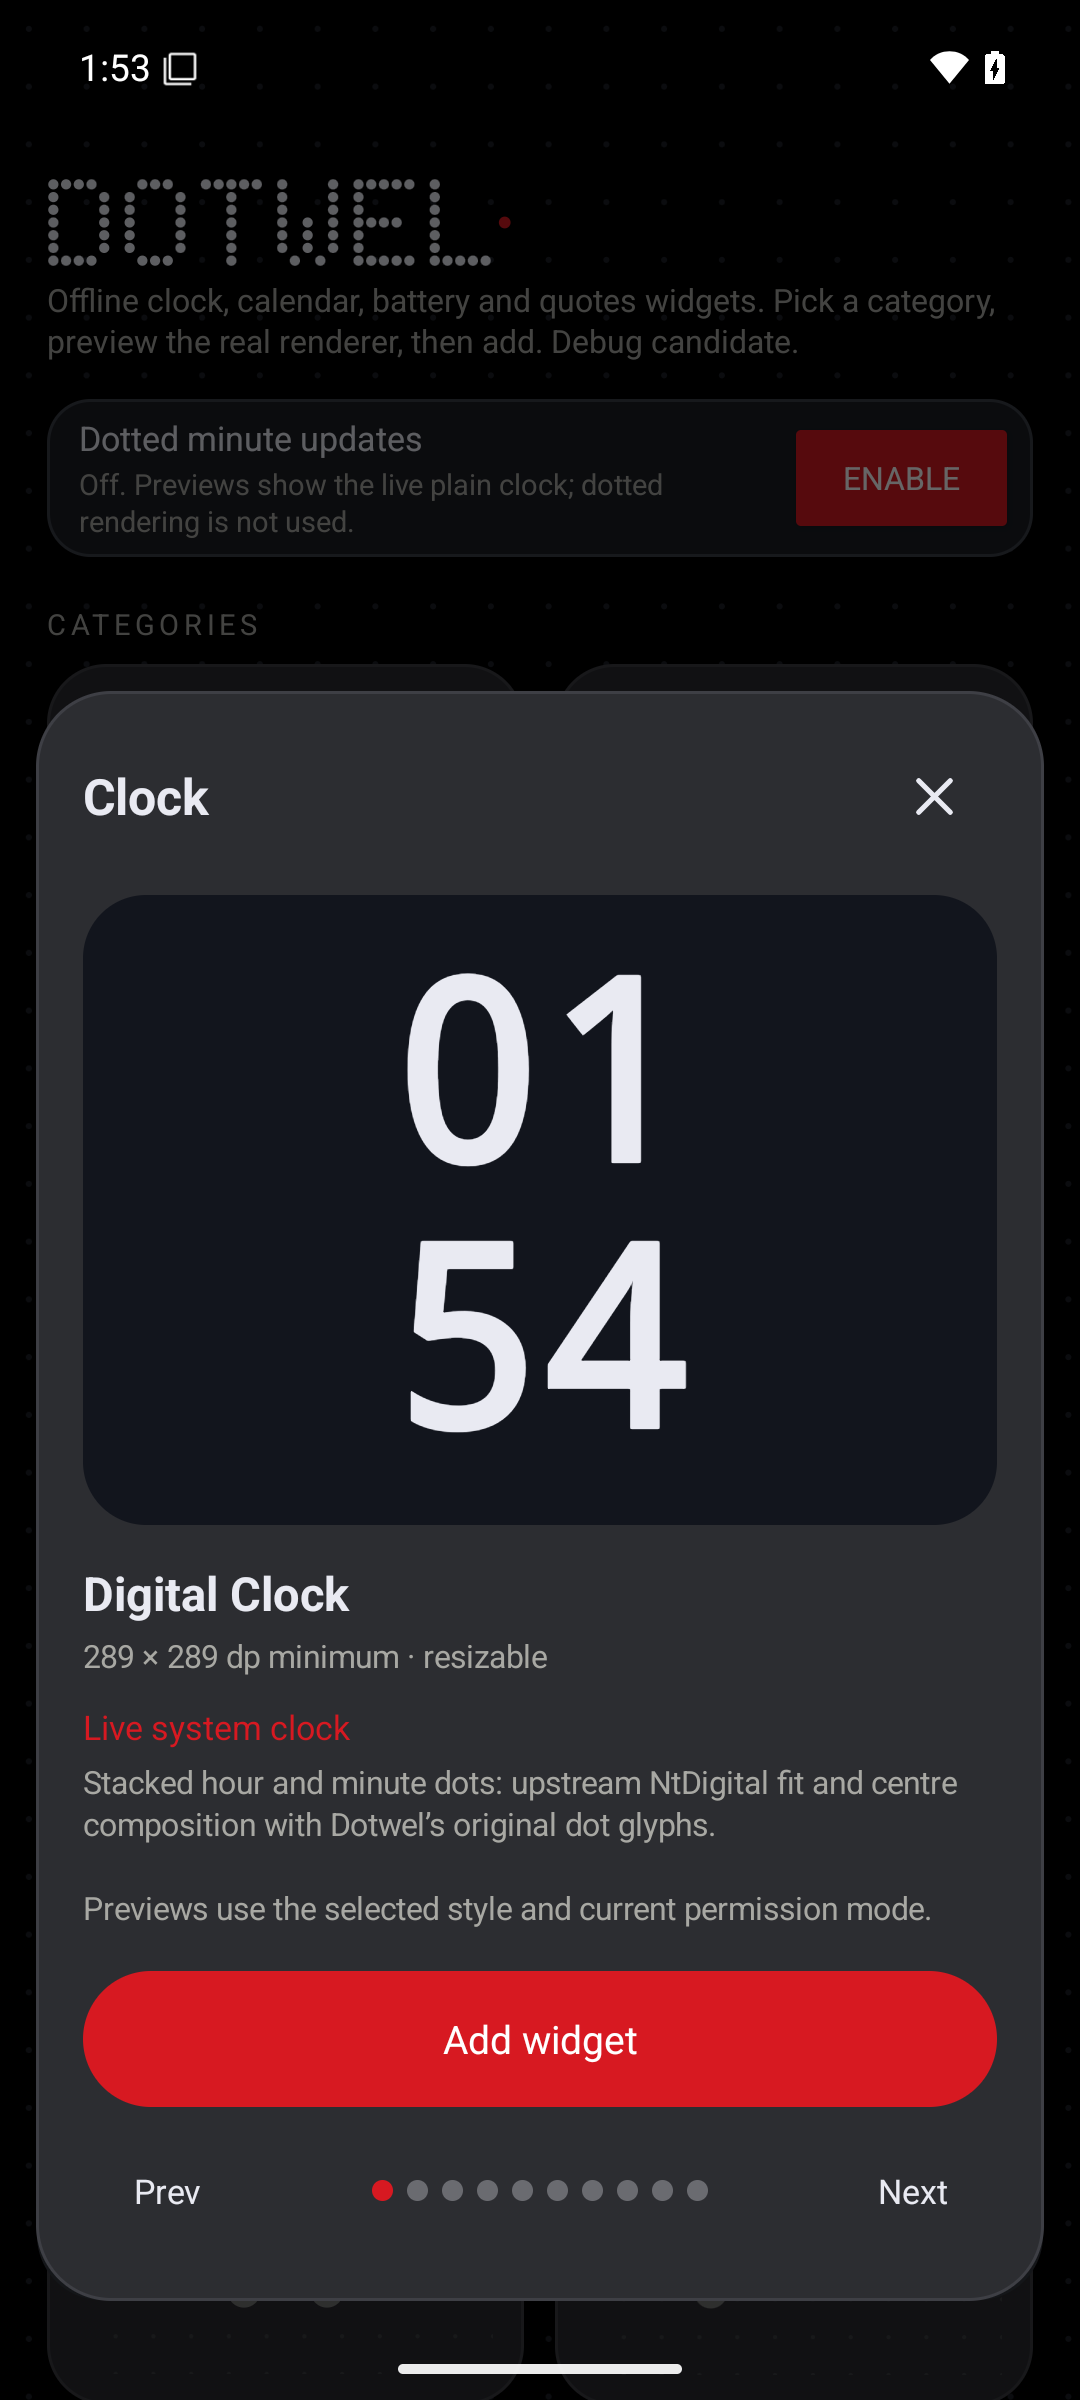 1:53
DOTWEL
Offline clock, calendar, battery and quotes widgets. Pick a category,
preview the real renderer, then add. Debug candidate.
Dotted minute updates
Off. Previews show the live plain clock; dotted
rendering is not used.
ENABLE
CATEGORIES
Clock
01
54
Digital Clock
289 × 289 dp minimum · resizable
Live system clock
Stacked hour and minute dots: upstream NtDigital fit and centre
composition with Dotwel’s original dot glyphs.
Previews use the selected style and current permission mode.
Add widget
Prev
Next